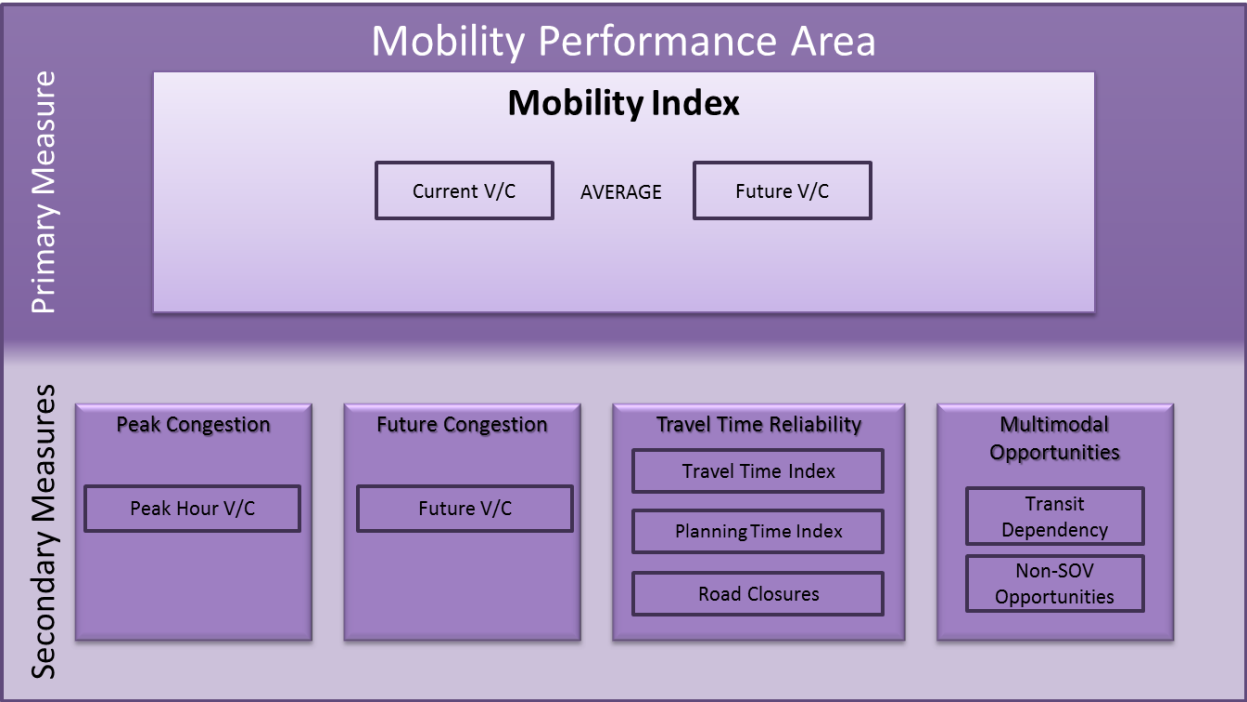 Mobility Performance Area
Primary Measure
Mobility Index
Current V/C
AVERAGE
Future V/C
Secondary Measures
Peak Congestion
Peak Hour V/C
Future Congestion
Future V/C
Travel Time Reliability
Travel Time Index
Planning Time Index
Road Closures
Multimodal
Opportunities
Transit
Dependency
Non-SOV
Opportunities